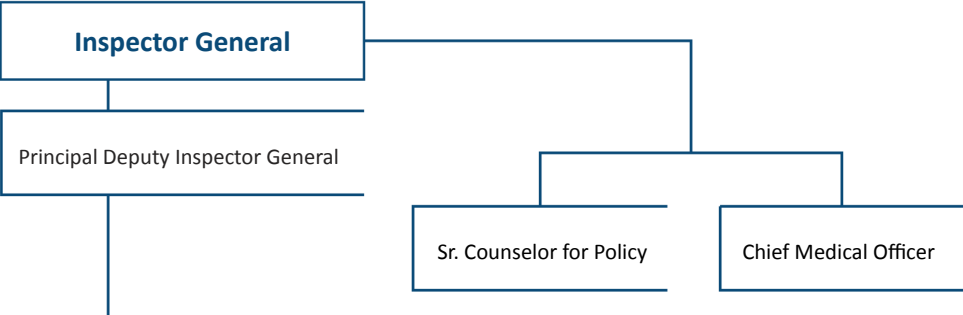 Inspector General
Principal Deputy Inspector General
Sr. Counselor for Policy
Chief Medical Officer